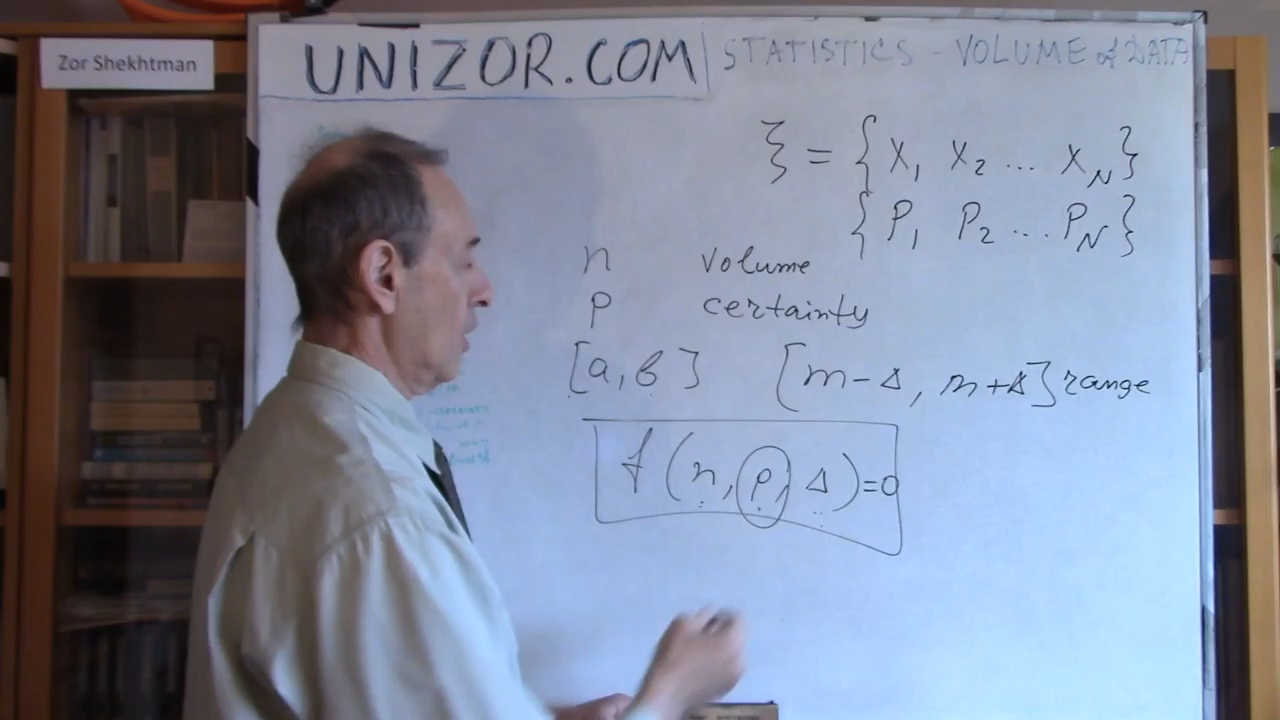 Zor Shekhtman
UNIZOR.COM
STATISTICS - VOLUME of DATA
ξ = { x₁ x₂ ... x_N }
{ P₁ P₂ ... P_N }
n volume
p certainty
[a, b] [m-Δ, m+Δ] range
f (n, p, Δ) = 0